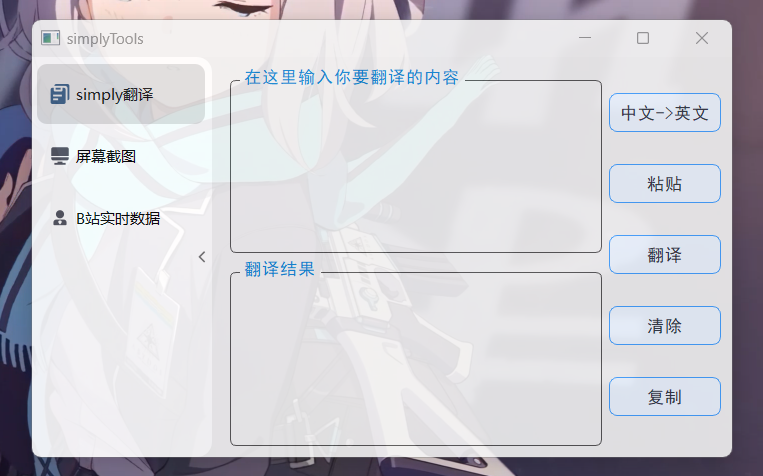 simplyTools
simply翻译
屏幕截图
B站实时数据
在这里输入你要翻译的内容
翻译结果
中文->英文
粘贴
翻译
清除
复制